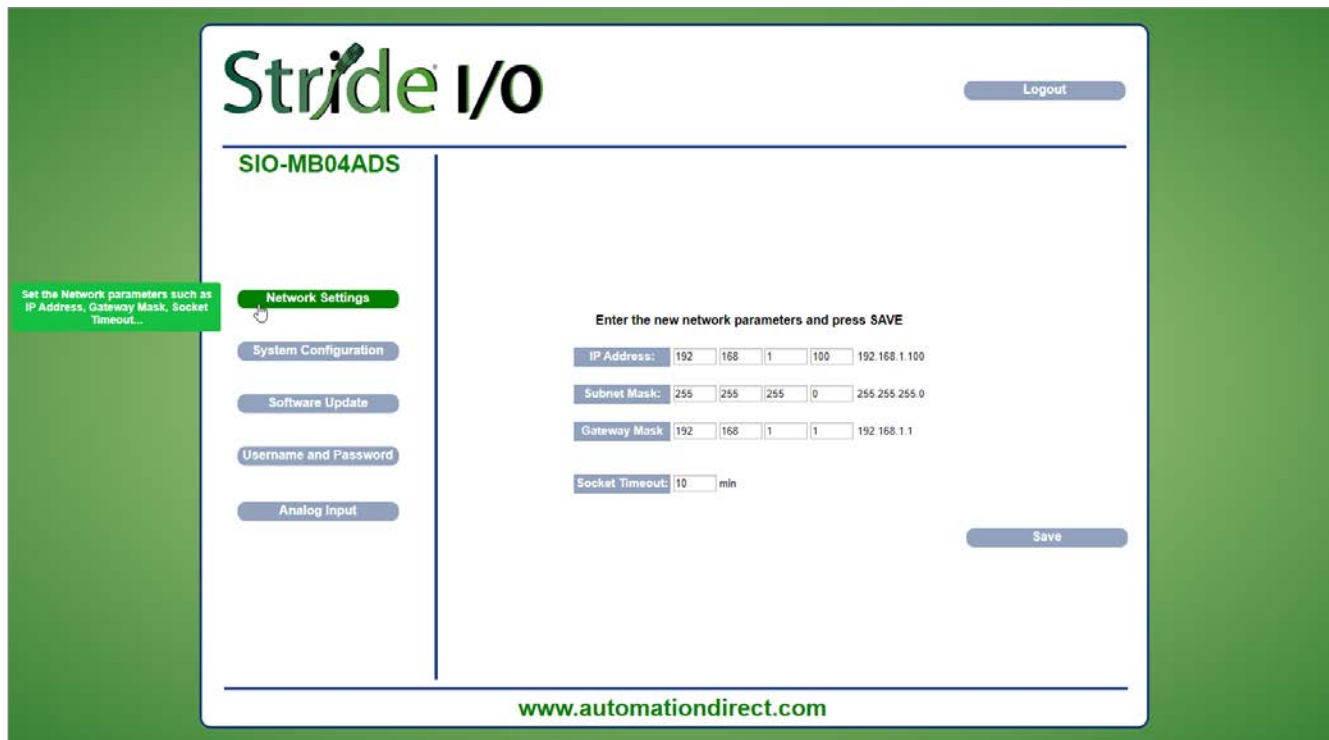 Stride I/O
Logout
SIO-MB04ADS
Set the Network parameters such as
IP Address, Gateway Mask, Socket
Timeout...
Network Settings
System Configuration
Software Update
Username and Password
Analog Input
Enter the new network parameters and press SAVE
IP Address: 192 168 1 100 192.168.1.100
Subnet Mask: 255 255 255 0 255.255.255.0
Gateway Mask 192 168 1 1 192.168.1.1
Socket Timeout: 10 min
Save
www.automationdirect.com